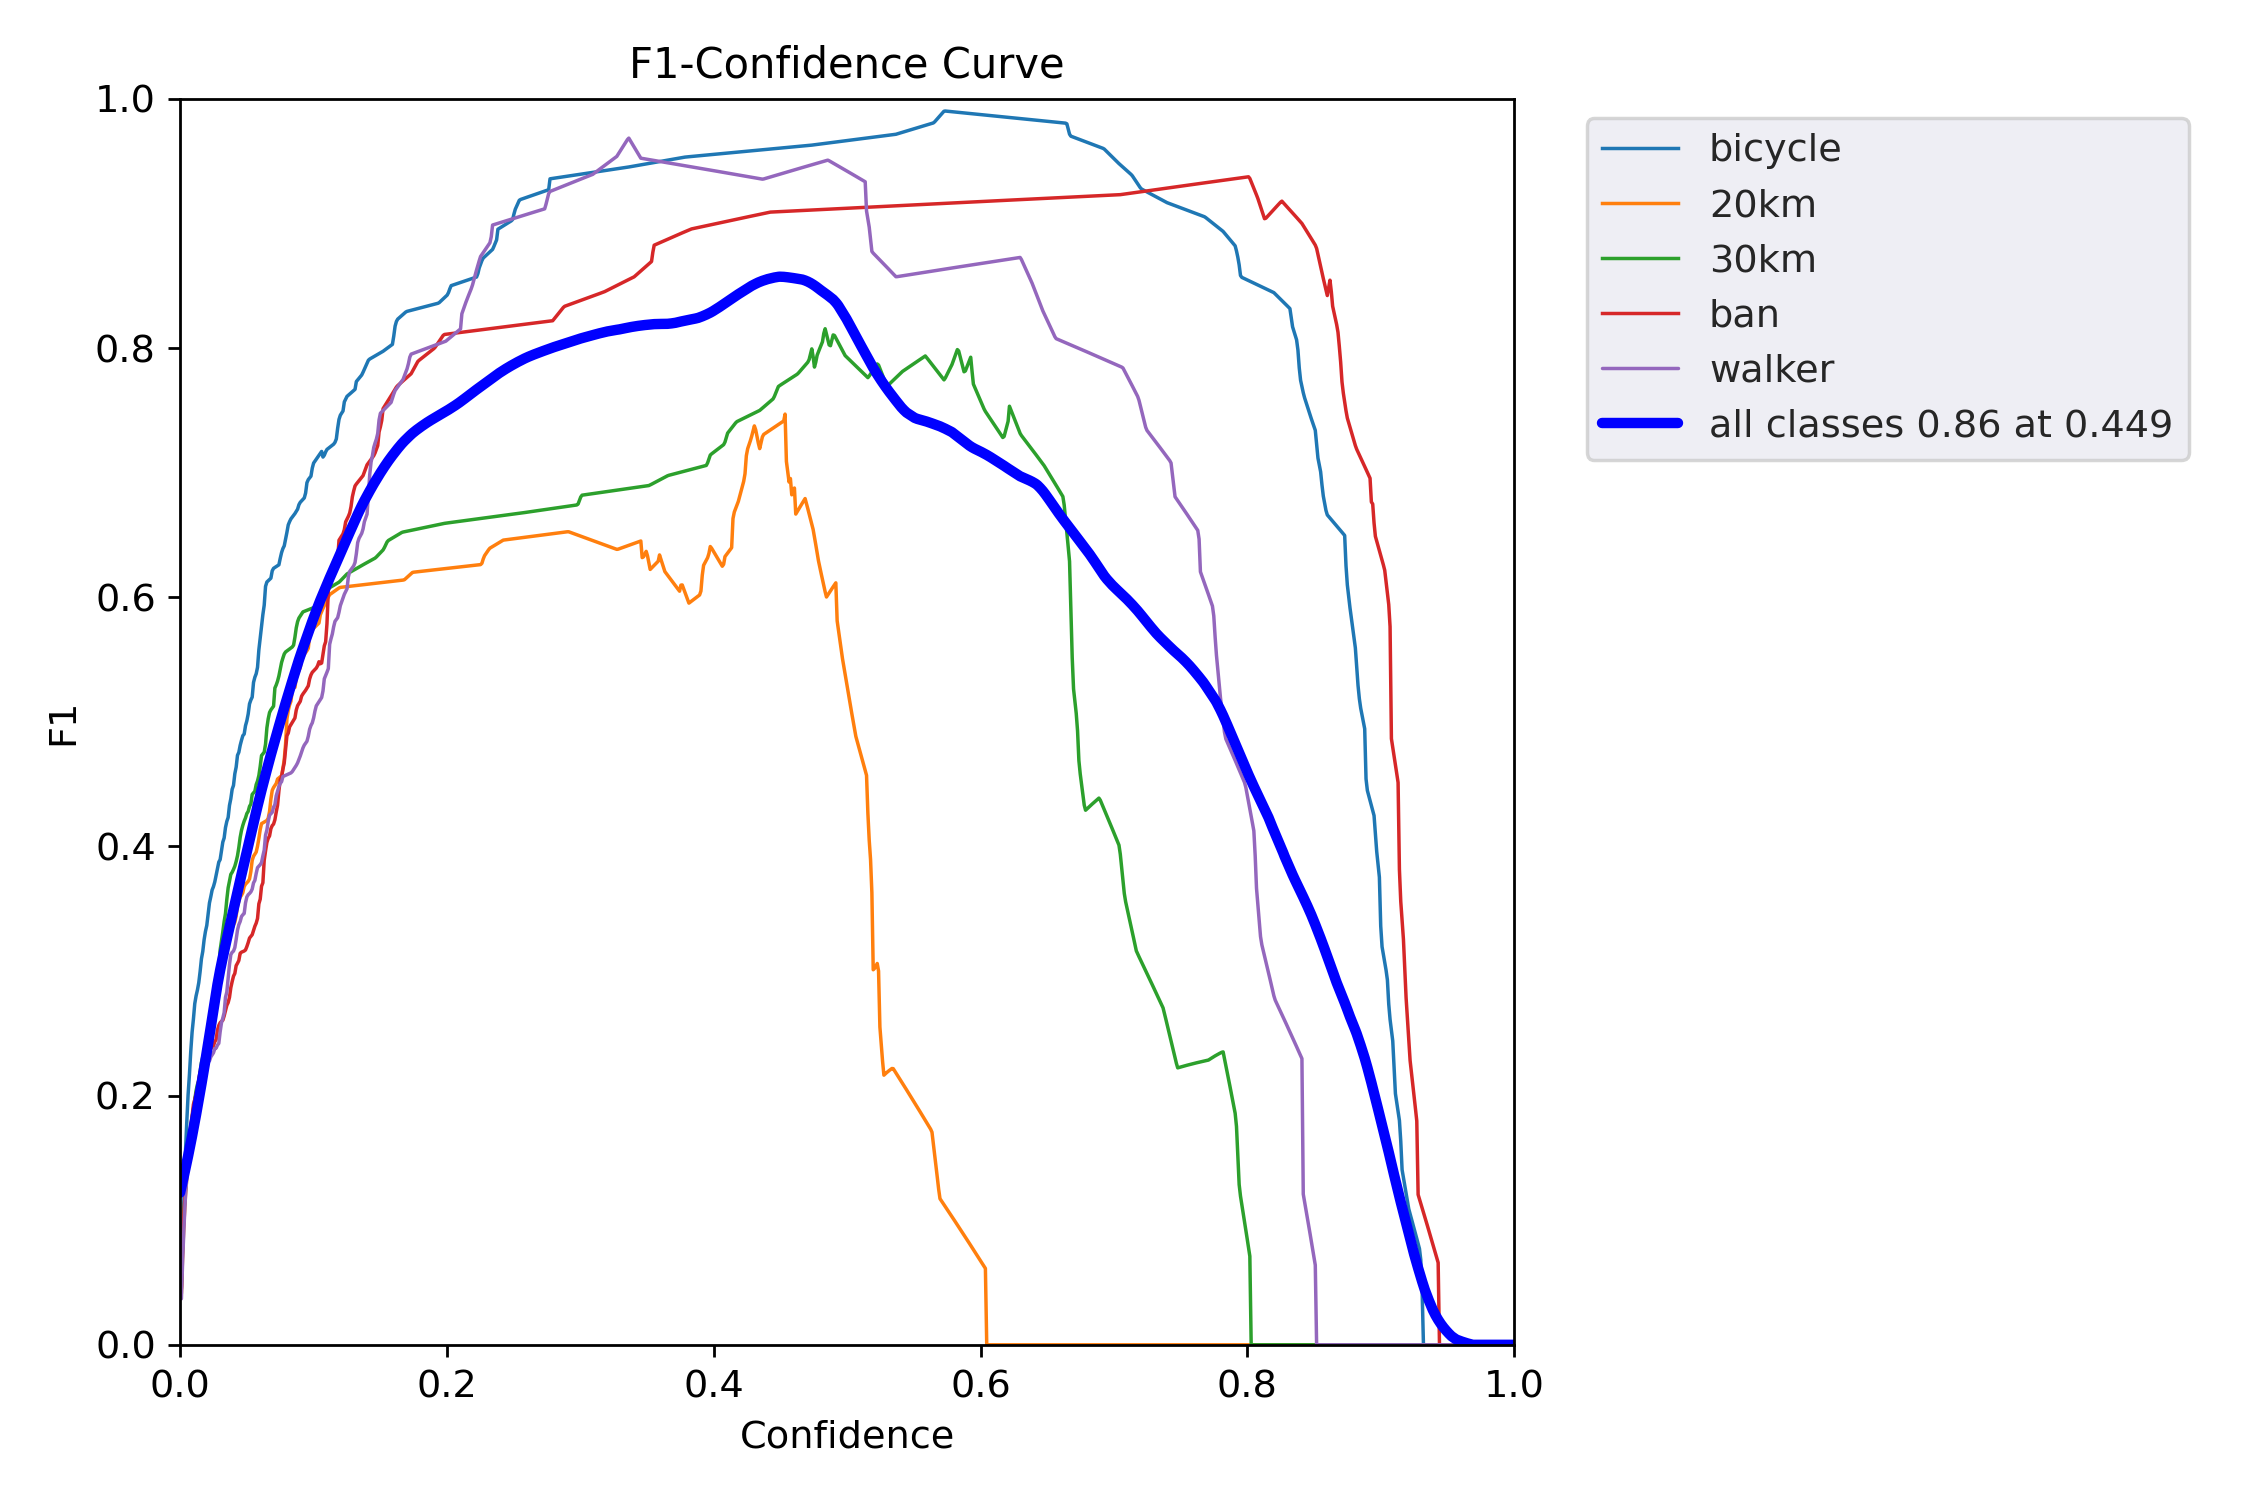 F1-Confidence Curve
1.0
0.8
0.6
0.4
0.2
0.0
F1
0.0 0.2 0.4 0.6 0.8 1.0
Confidence
bicycle
20km
30km
ban
walker
all classes 0.86 at 0.449